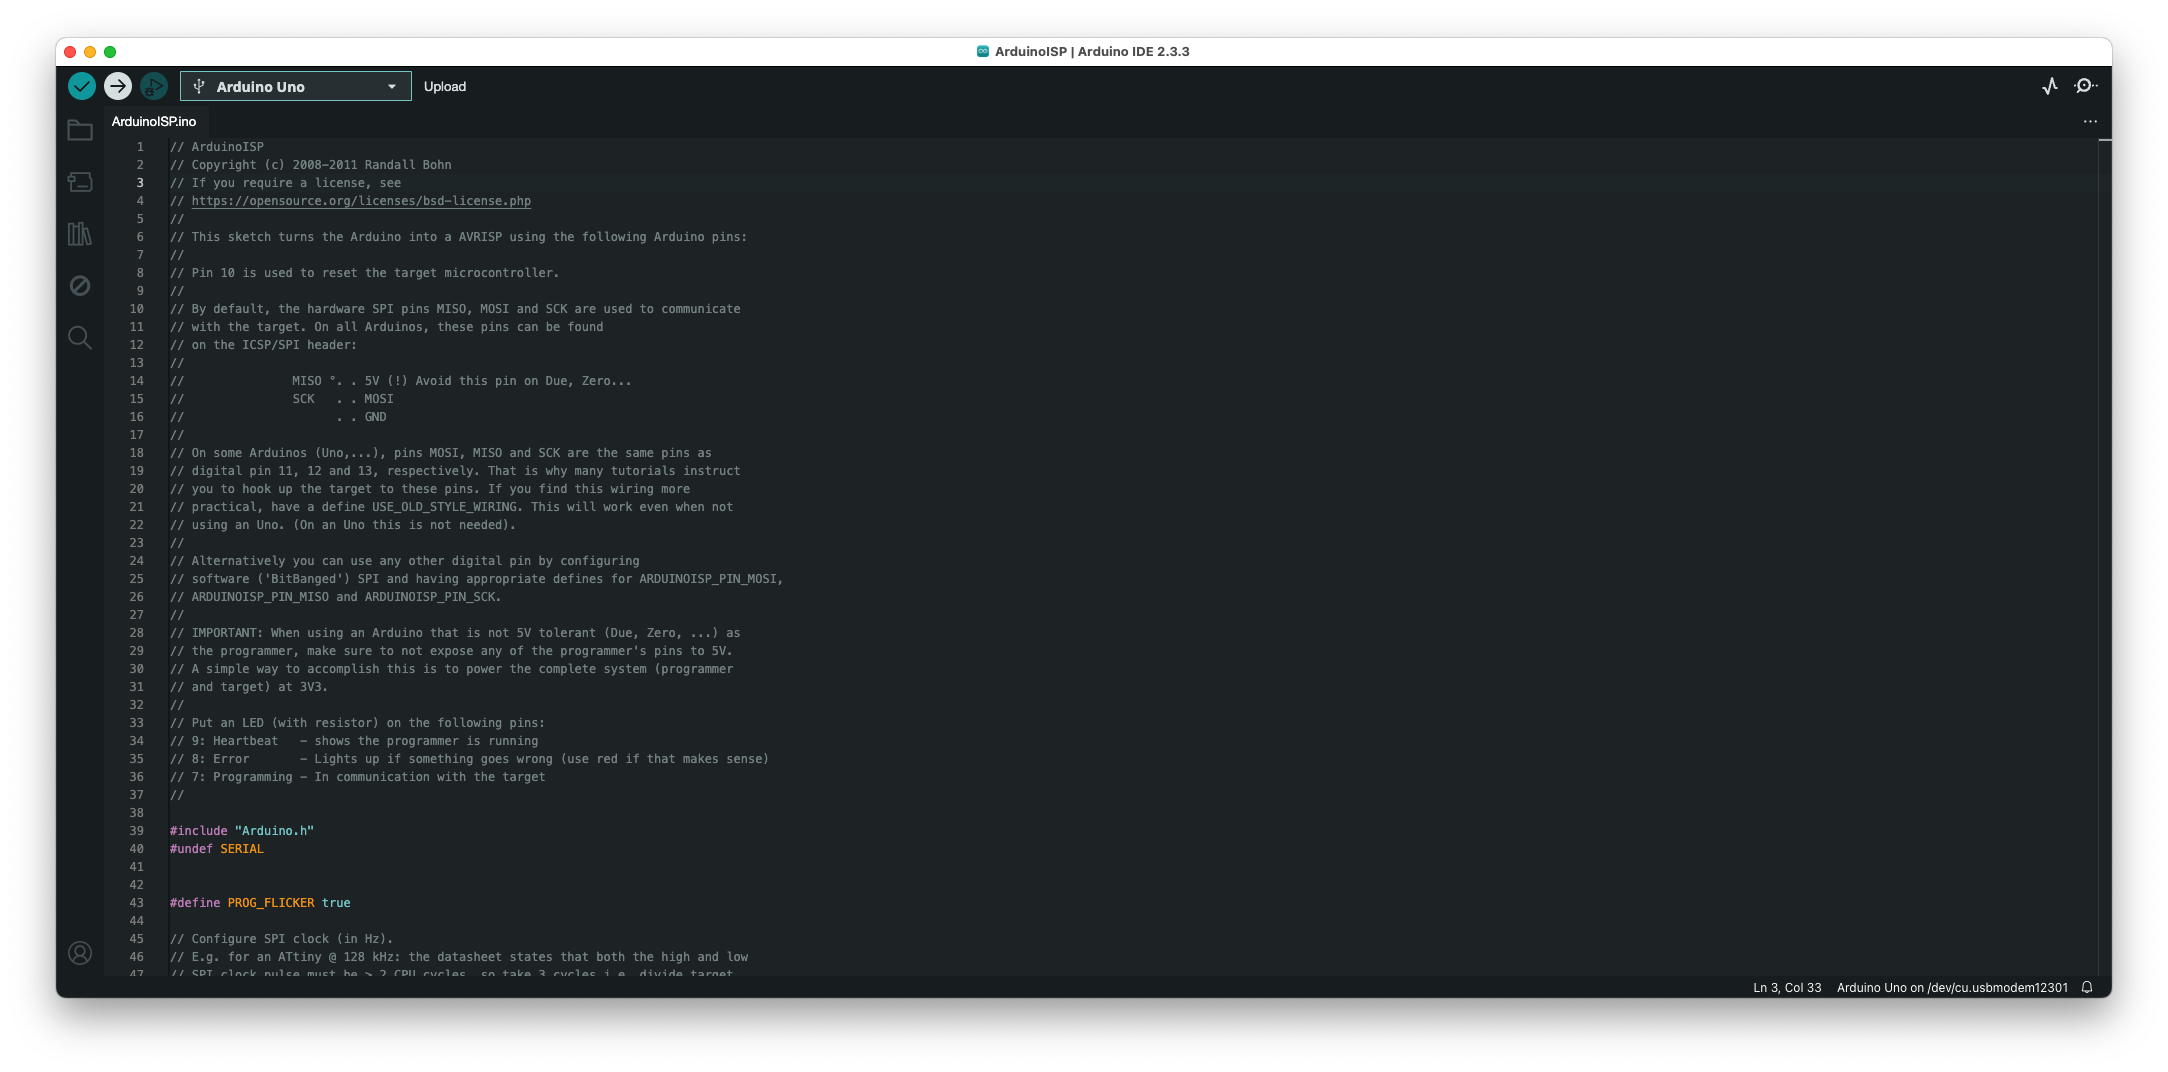 ArduinoISP | Arduino IDE 2.3.3
Arduino Uno
Upload
ArduinoISP.ino
1 // ArduinoISP
2 // Copyright (c) 2008-2011 Randall Bohn
3 // If you require a license, see
4 // https://opensource.org/licenses/bsd-license.php
5 //
6 // This sketch turns the Arduino into a AVRISP using the following Arduino pins:
7 //
8 // Pin 10 is used to reset the target microcontroller.
9 //
10 // By default, the hardware SPI pins MISO, MOSI and SCK are used to communicate
11 // with the target. On all Arduinos, these pins can be found
12 // on the ICSP/SPI header:
13 //
14 //               MISO °. . 5V (!) Avoid this pin on Due, Zero...
15 //               SCK   . . MOSI
16 //                     . . GND
17 //
18 // On some Arduinos (Uno,...), pins MOSI, MISO and SCK are the same pins as
19 // digital pin 11, 12 and 13, respectively. That is why many tutorials instruct
20 // you to hook up the target to these pins. If you find this wiring more
21 // practical, have a define USE_OLD_STYLE_WIRING. This will work even when not
22 // using an Uno. (On an Uno this is not needed).
23 //
24 // Alternatively you can use any other digital pin by configuring
25 // software ('BitBanged') SPI and having appropriate defines for ARDUINOISP_PIN_MOSI,
26 // ARDUINOISP_PIN_MISO and ARDUINOISP_PIN_SCK.
27 //
28 // IMPORTANT: When using an Arduino that is not 5V tolerant (Due, Zero, ...) as
29 // the programmer, make sure to not expose any of the programmer's pins to 5V.
30 // A simple way to accomplish this is to power the complete system (programmer
31 // and target) at 3V3.
32 //
33 // Put an LED (with resistor) on the following pins:
34 // 9: Heartbeat   - shows the programmer is running
35 // 8: Error       - Lights up if something goes wrong (use red if that makes sense)
36 // 7: Programming - In communication with the target
37 //
38
39 #include "Arduino.h"
40 #undef SERIAL
41
42
43 #define PROG_FLICKER true
44
45 // Configure SPI clock (in Hz).
46 // E.g. for an ATtiny @ 128 kHz: the datasheet states that both the high and low
47 // SPI clock pulse must be > 2 CPU cycles, so take 3 cycles i.e. divide target
Ln 3, Col 33
Arduino Uno on /dev/cu.usbmodem12301